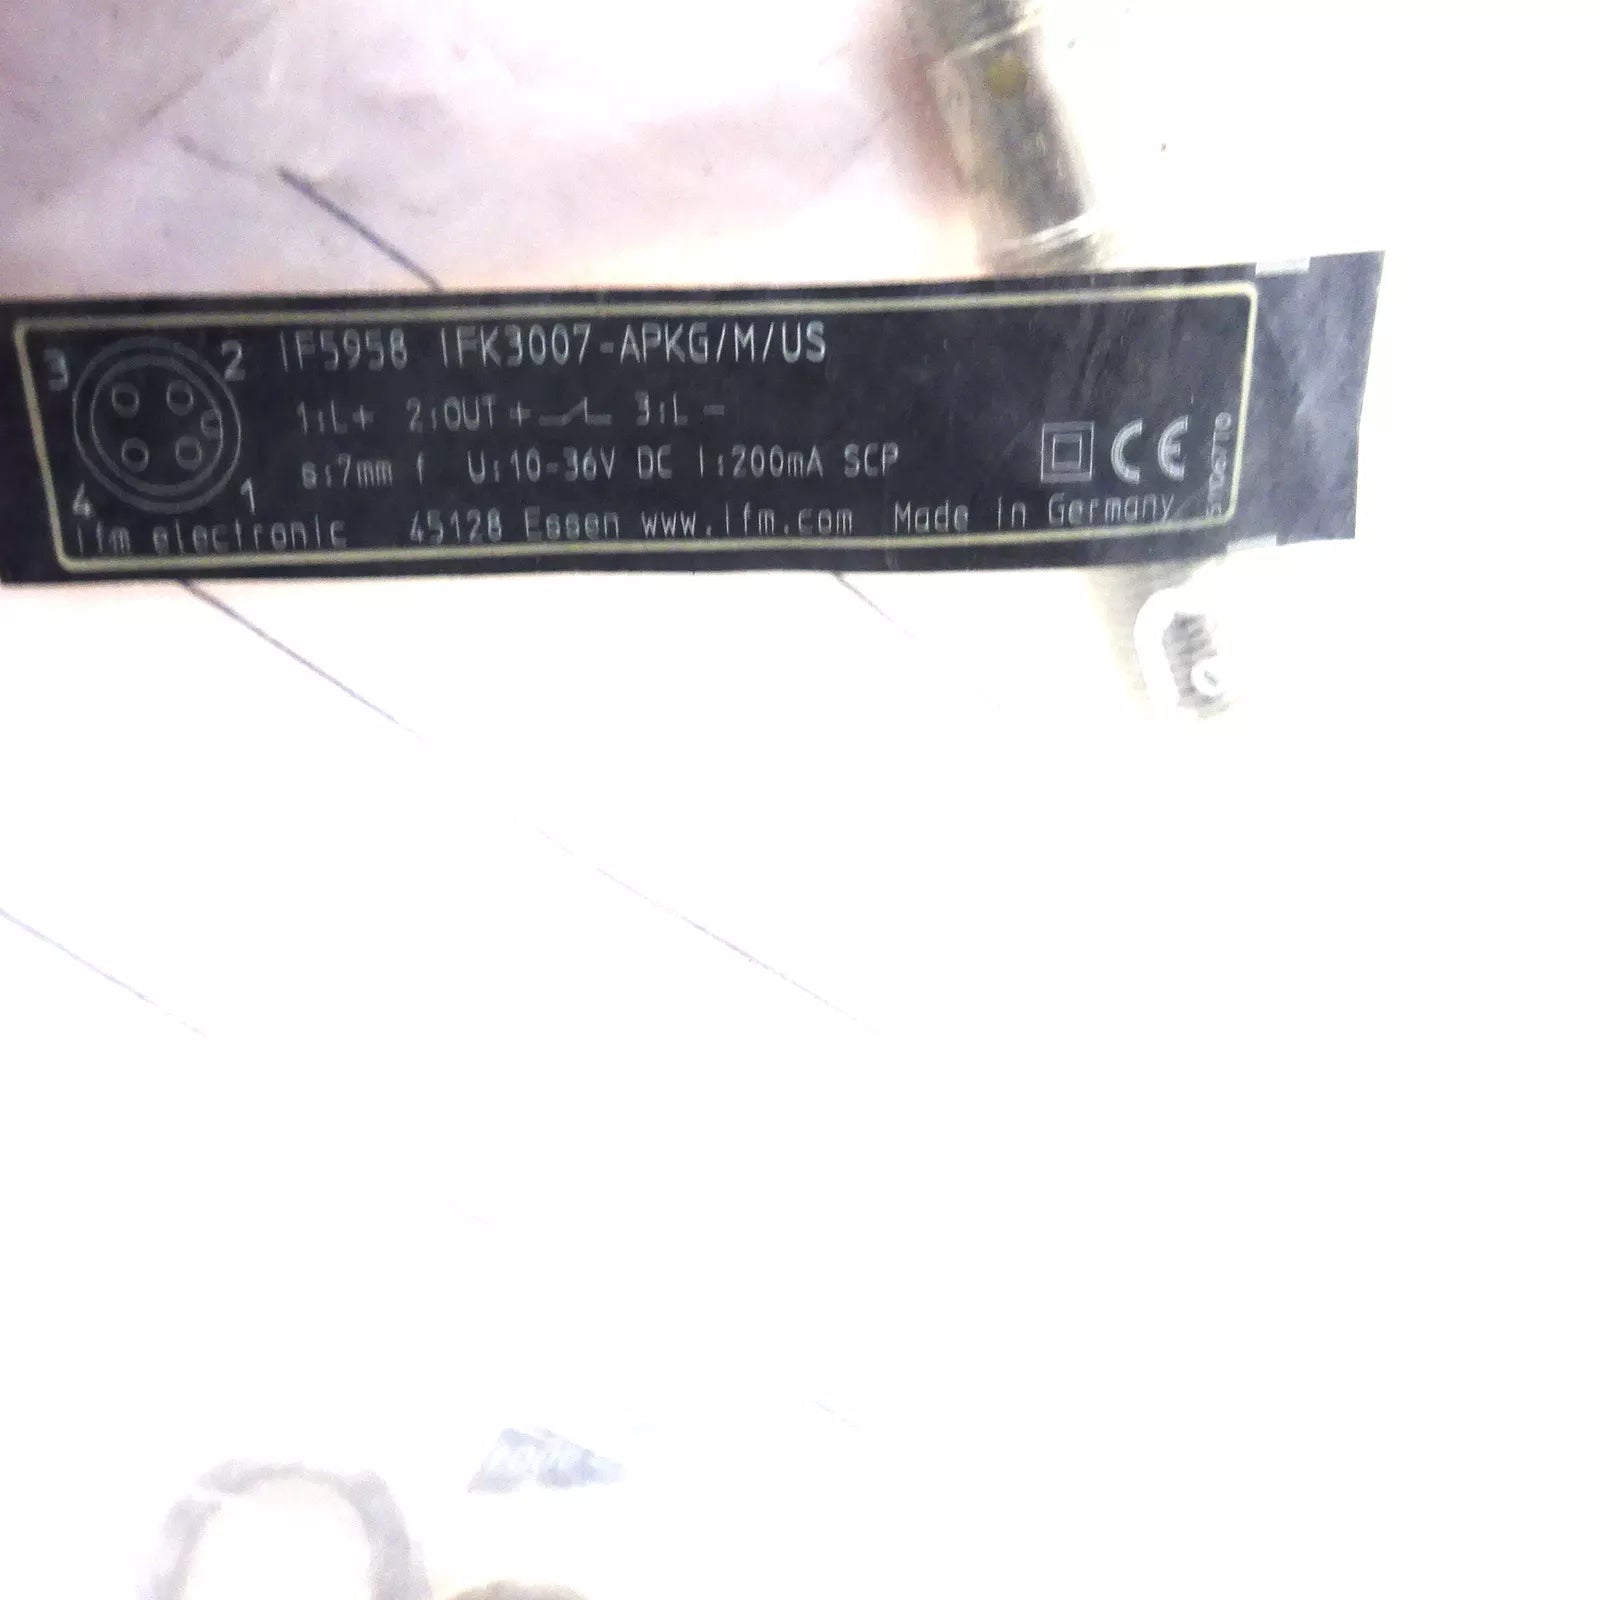 3 2
IF5958 IFK3007-APKG/M/US
1:L+ 2:OUT + 3:L -
s:7mm f U:10-36V DC I:200mA SCP
CE
4 1
ifm electronic 45128 Essen www.ifm.com Made in Germany